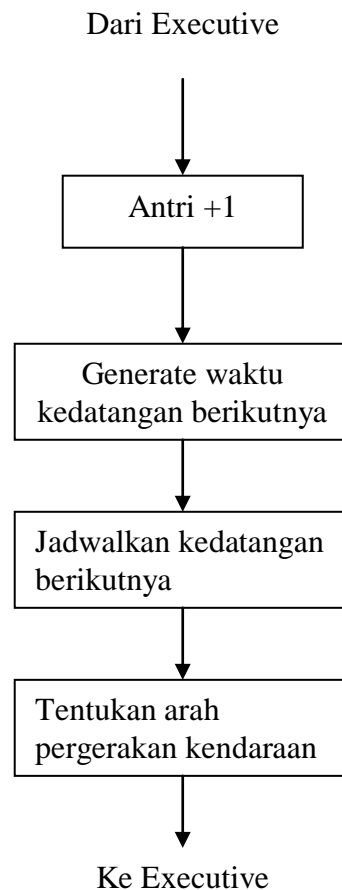 Dari Executive
Antri +1
Generate waktu
kedatangan berikutnya
Jadwalkan kedatangan
berikutnya
Tentukan arah
pergerakan kendaraan
Ke Executive